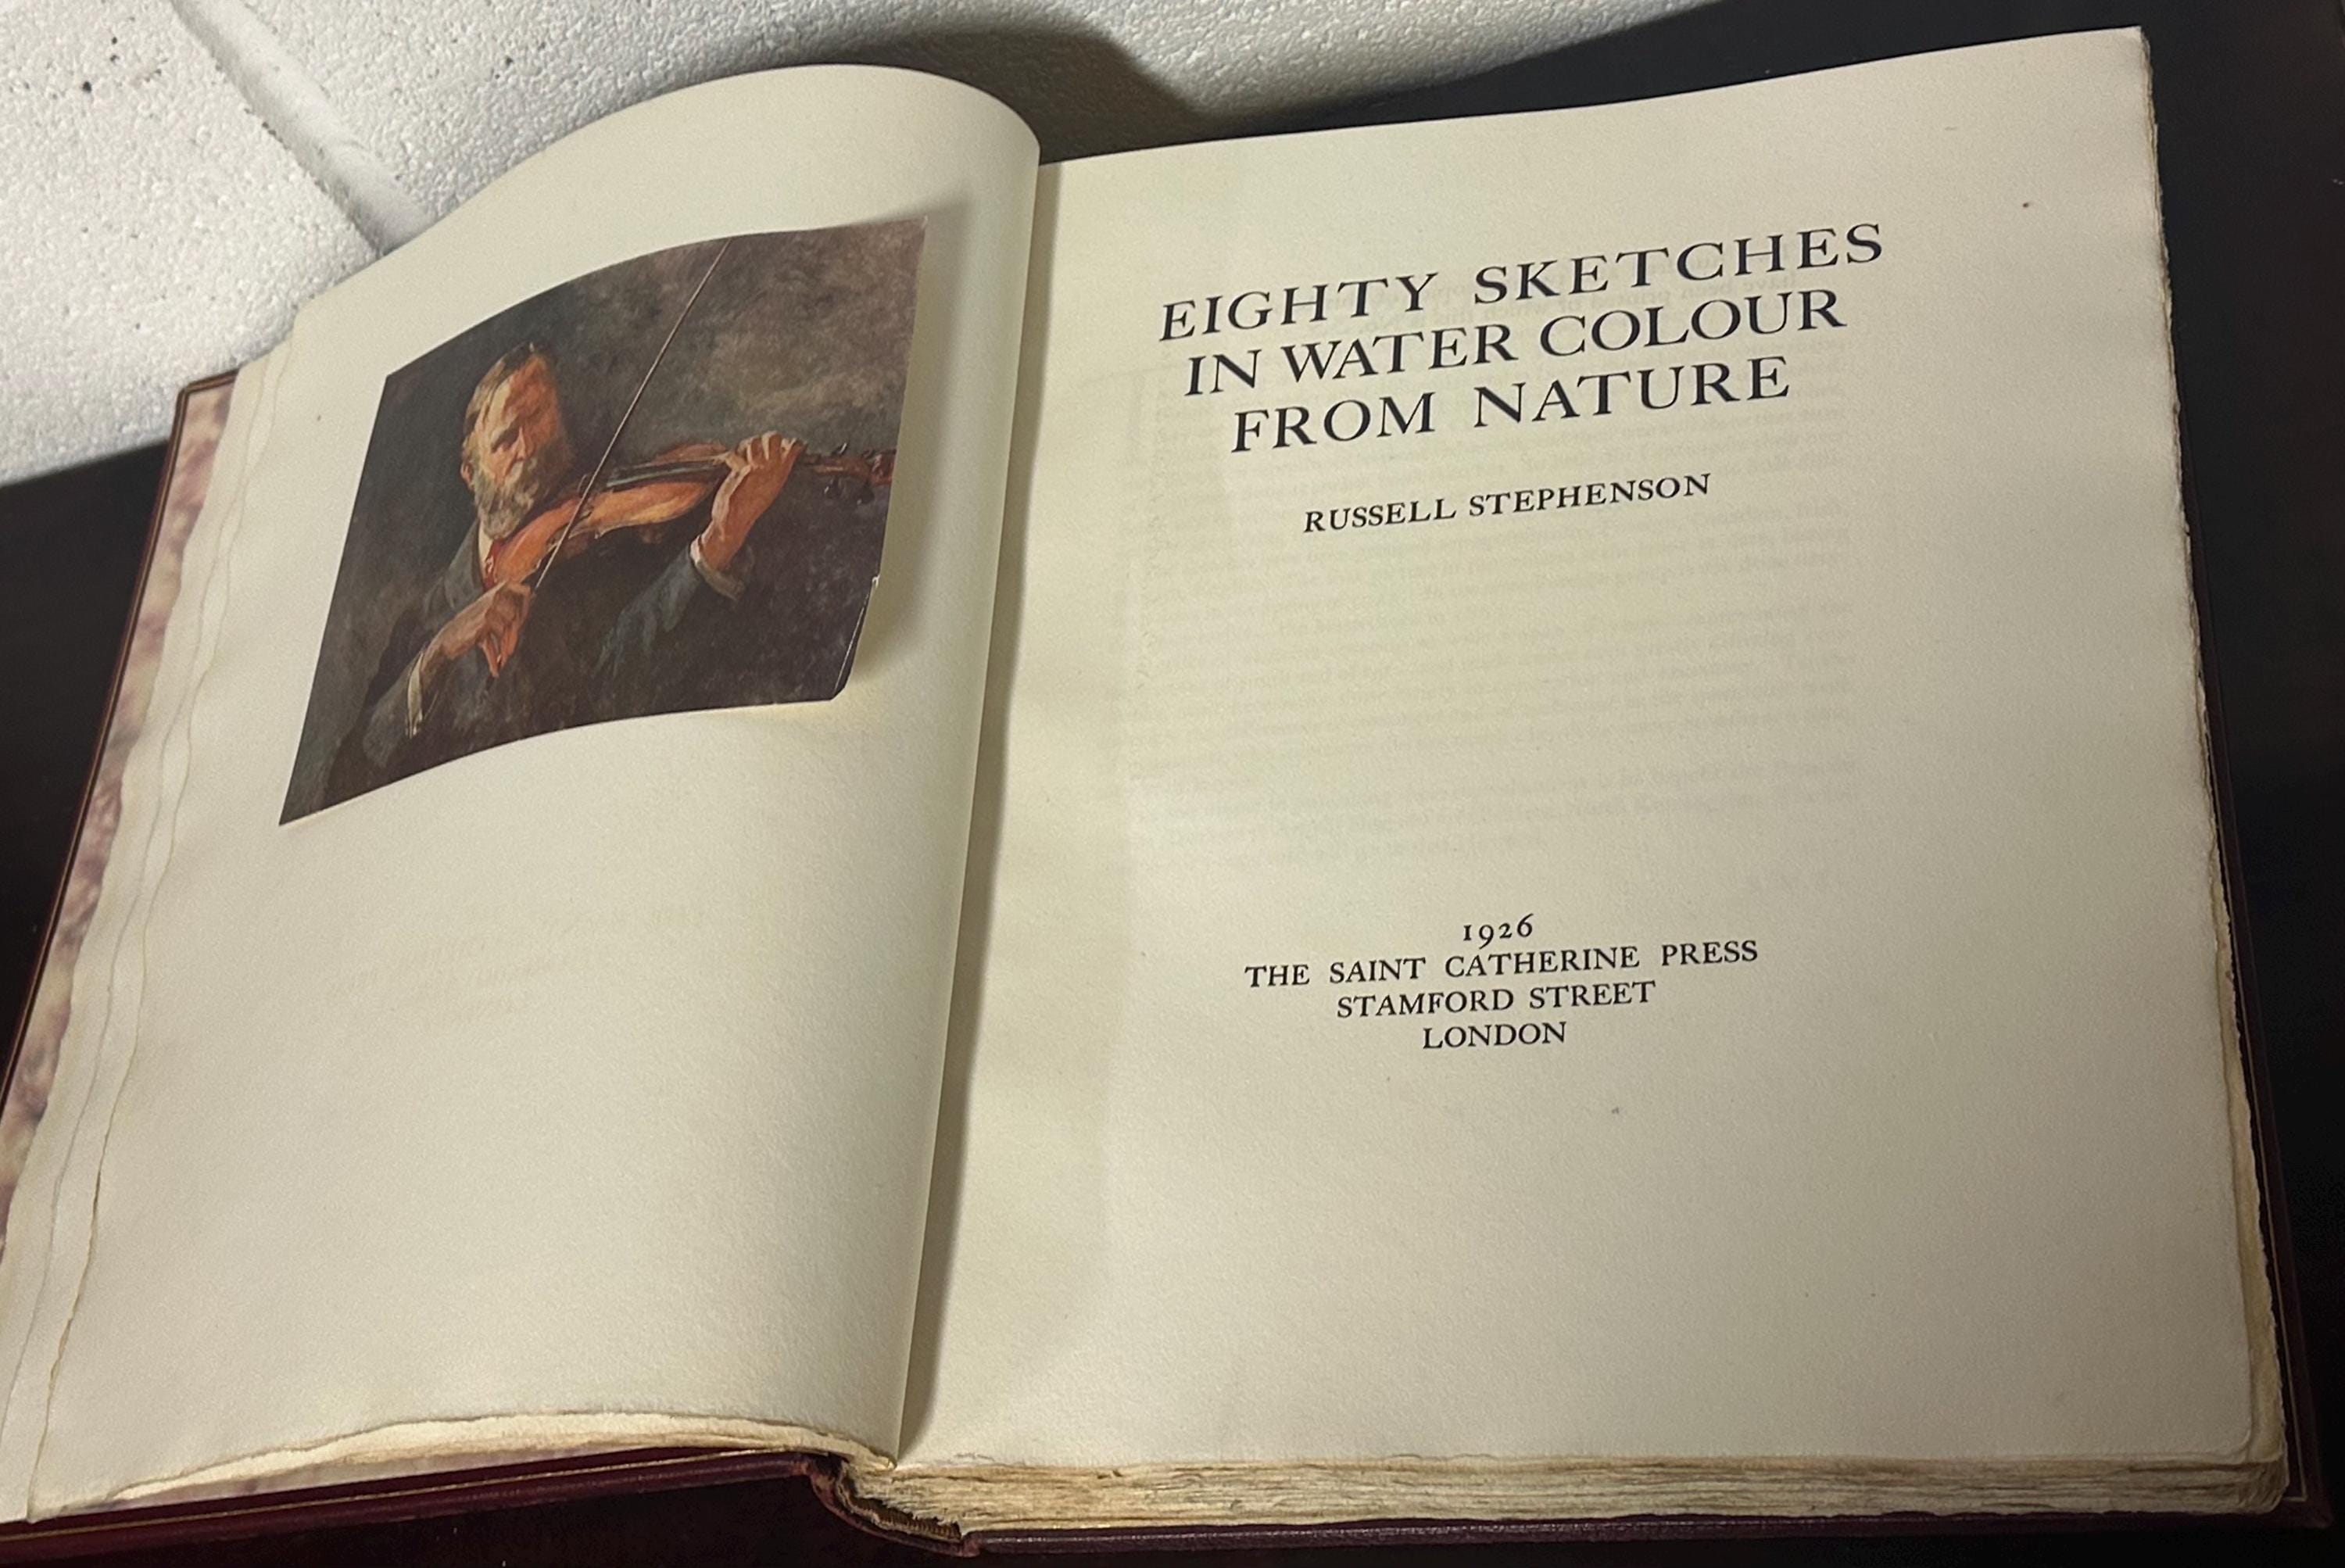 EIGHTY SKETCHES
IN WATER COLOUR
FROM NATURE
RUSSELL STEPHENSON
1926
THE SAINT CATHERINE PRESS
STAMFORD STREET
LONDON